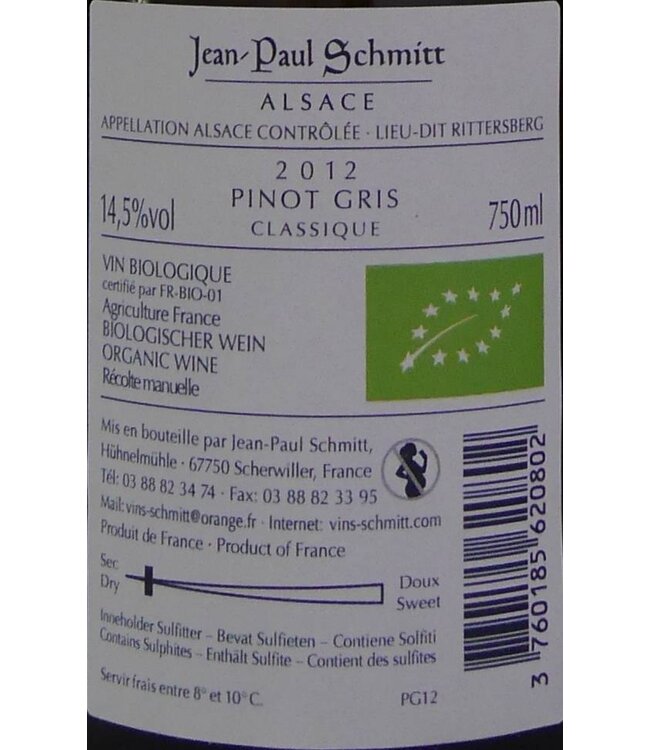 Jean-Paul Schmitt
ALSACE
APPELLATION ALSACE CONTRÔLÉE · LIEU-DIT RITTERSBERG
2012
PINOT GRIS
CLASSIQUE
14,5%vol
750ml
VIN BIOLOGIQUE
certifié par FR-BIO-01
Agriculture France
BIOLOGISCHER WEIN
ORGANIC WINE
Récolte manuelle
Mis en bouteille par Jean-Paul Schmitt,
Hühnelmühle · 67750 Scherwiller, France
Tél: 03 88 82 34 74 · Fax: 03 88 82 33 95
Mail: vins-schmitt@orange.fr · Internet: vins-schmitt.com
Produit de France · Product of France
Sec
Dry
Doux
Sweet
Inneholder Sulfitter – Bevat Sulfieten – Contiene Solfiti
Contains Sulphites – Enthält Sulfite – Contient des sulfites
Servir frais entre 8° et 10°C.
PG12
3 760185 620802